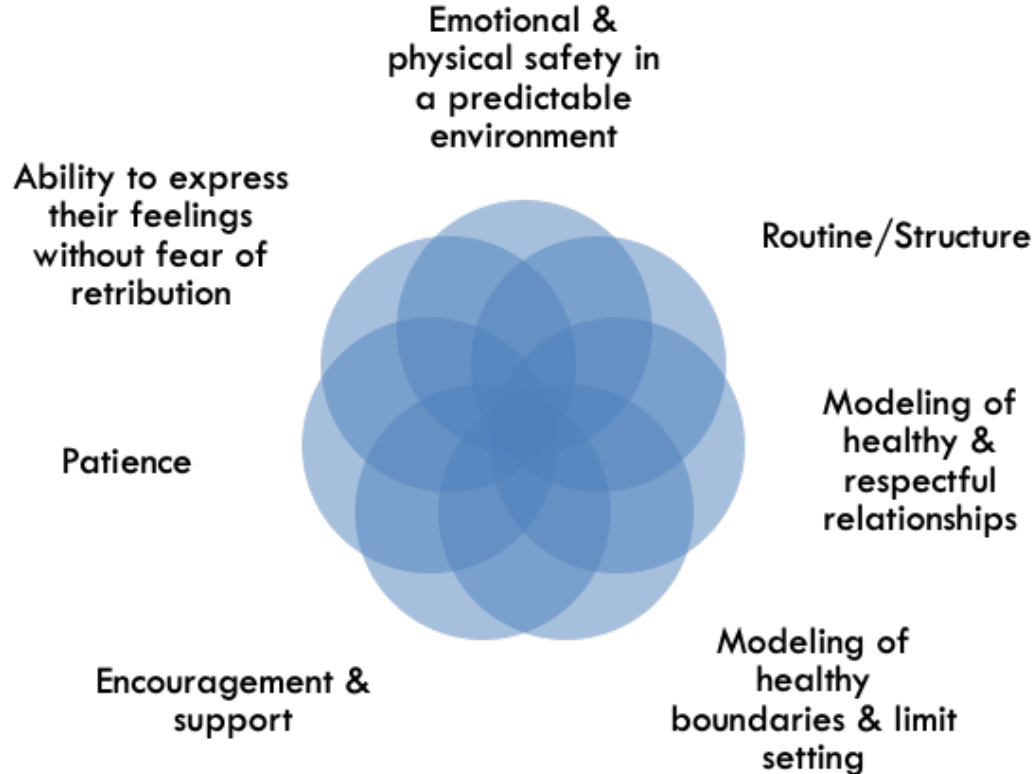 Emotional &
physical safety in
a predictable
environment
Routine/Structure
Modeling of
healthy &
respectful
relationships
Modeling of
healthy
boundaries & limit
setting
Encouragement &
support
Patience
Ability to express
their feelings
without fear of
retribution